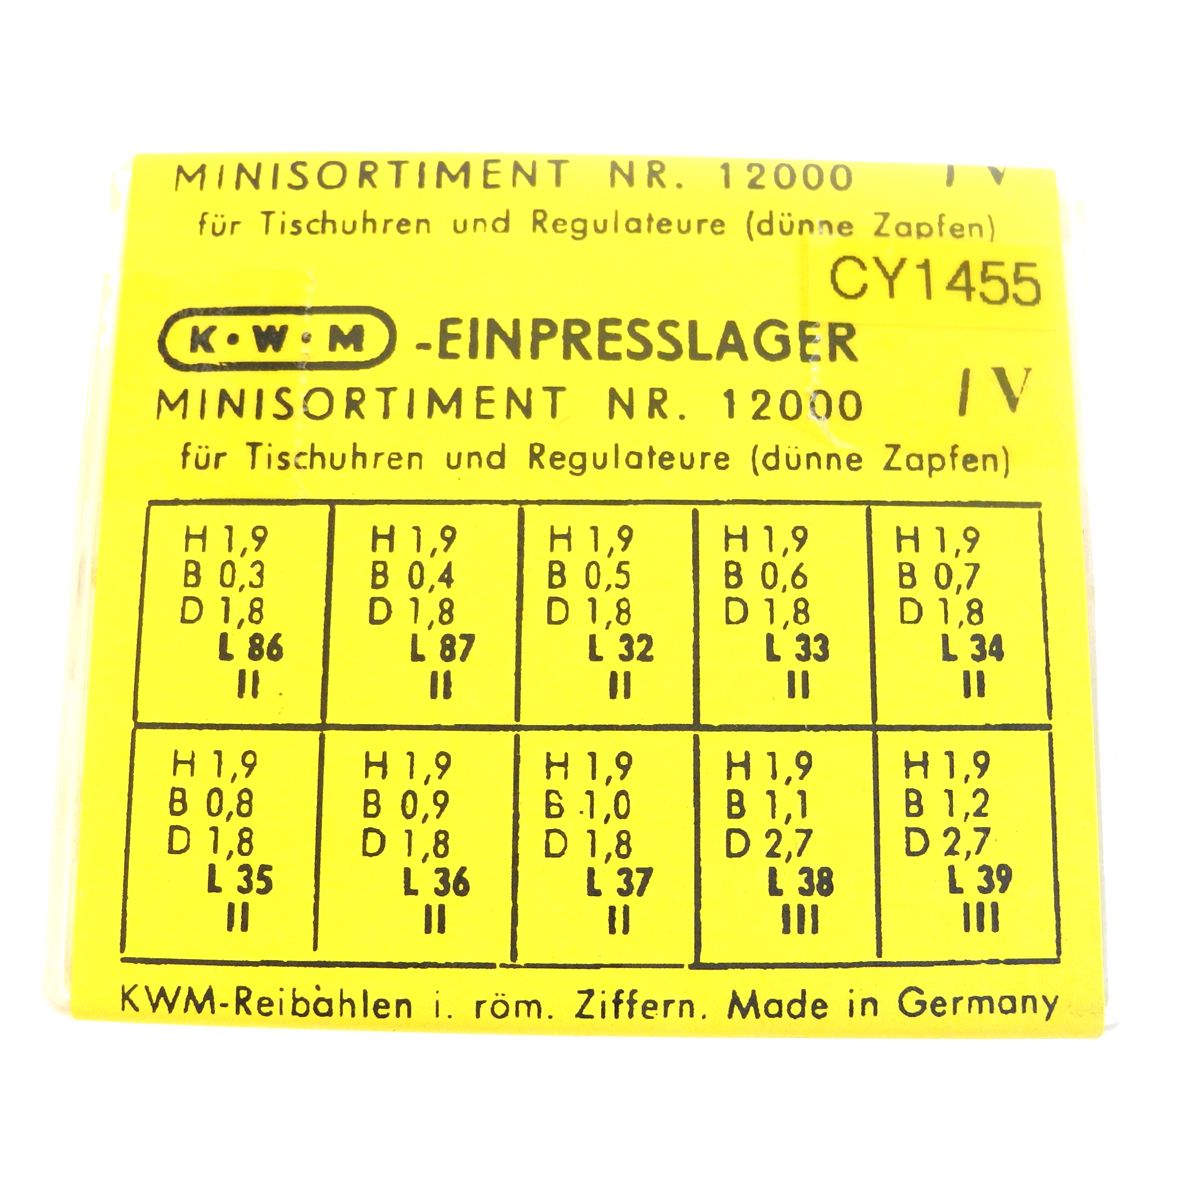 MINISORTIMENT NR. 12000 IV
für Tischuhren und Regulateure (dünne Zapfen)
CY1455
K·W·M -EINPRESSLAGER
MINISORTIMENT NR. 12000 IV
für Tischuhren und Regulateure (dünne Zapfen)
H 1,9 H 1,9 H 1,9 H 1,9 H 1,9
B 0,3 B 0,4 B 0,5 B 0,6 B 0,7
D 1,8 D 1,8 D 1,8 D 1,8 D 1,8
L 86 L 87 L 32 L 33 L 34
II II II II II
H 1,9 H 1,9 H 1,9 H 1,9 H 1,9
B 0,8 B 0,9 B 1,0 B 1,1 B 1,2
D 1,8 D 1,8 D 1,8 D 2,7 D 2,7
L 35 L 36 L 37 L 38 L 39
II II II III III
KWM-Reibahlen i. röm. Ziffern. Made in Germany